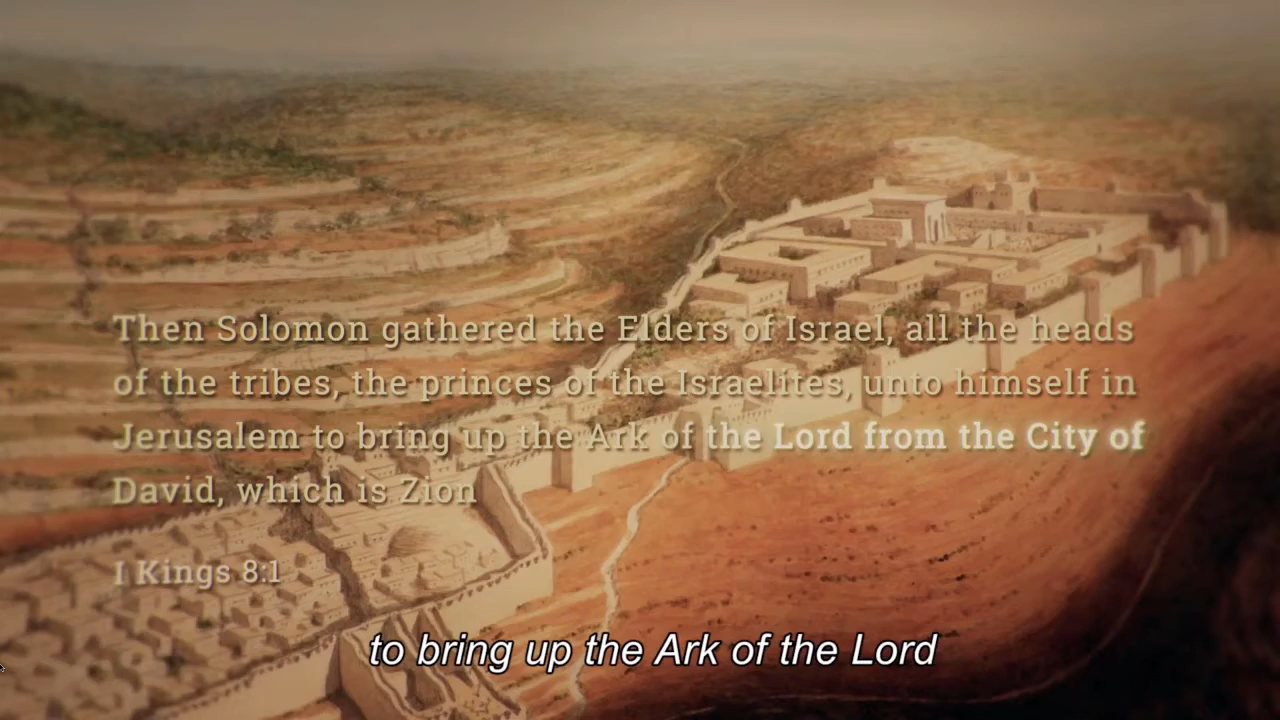 Then Solomon gathered the Elders of Israel, all the heads
of the tribes, the princes of the Israelites, unto himself in
Jerusalem to bring up the Ark of the Lord from the City of
David, which is Zion
I Kings 8:1
to bring up the Ark of the Lord